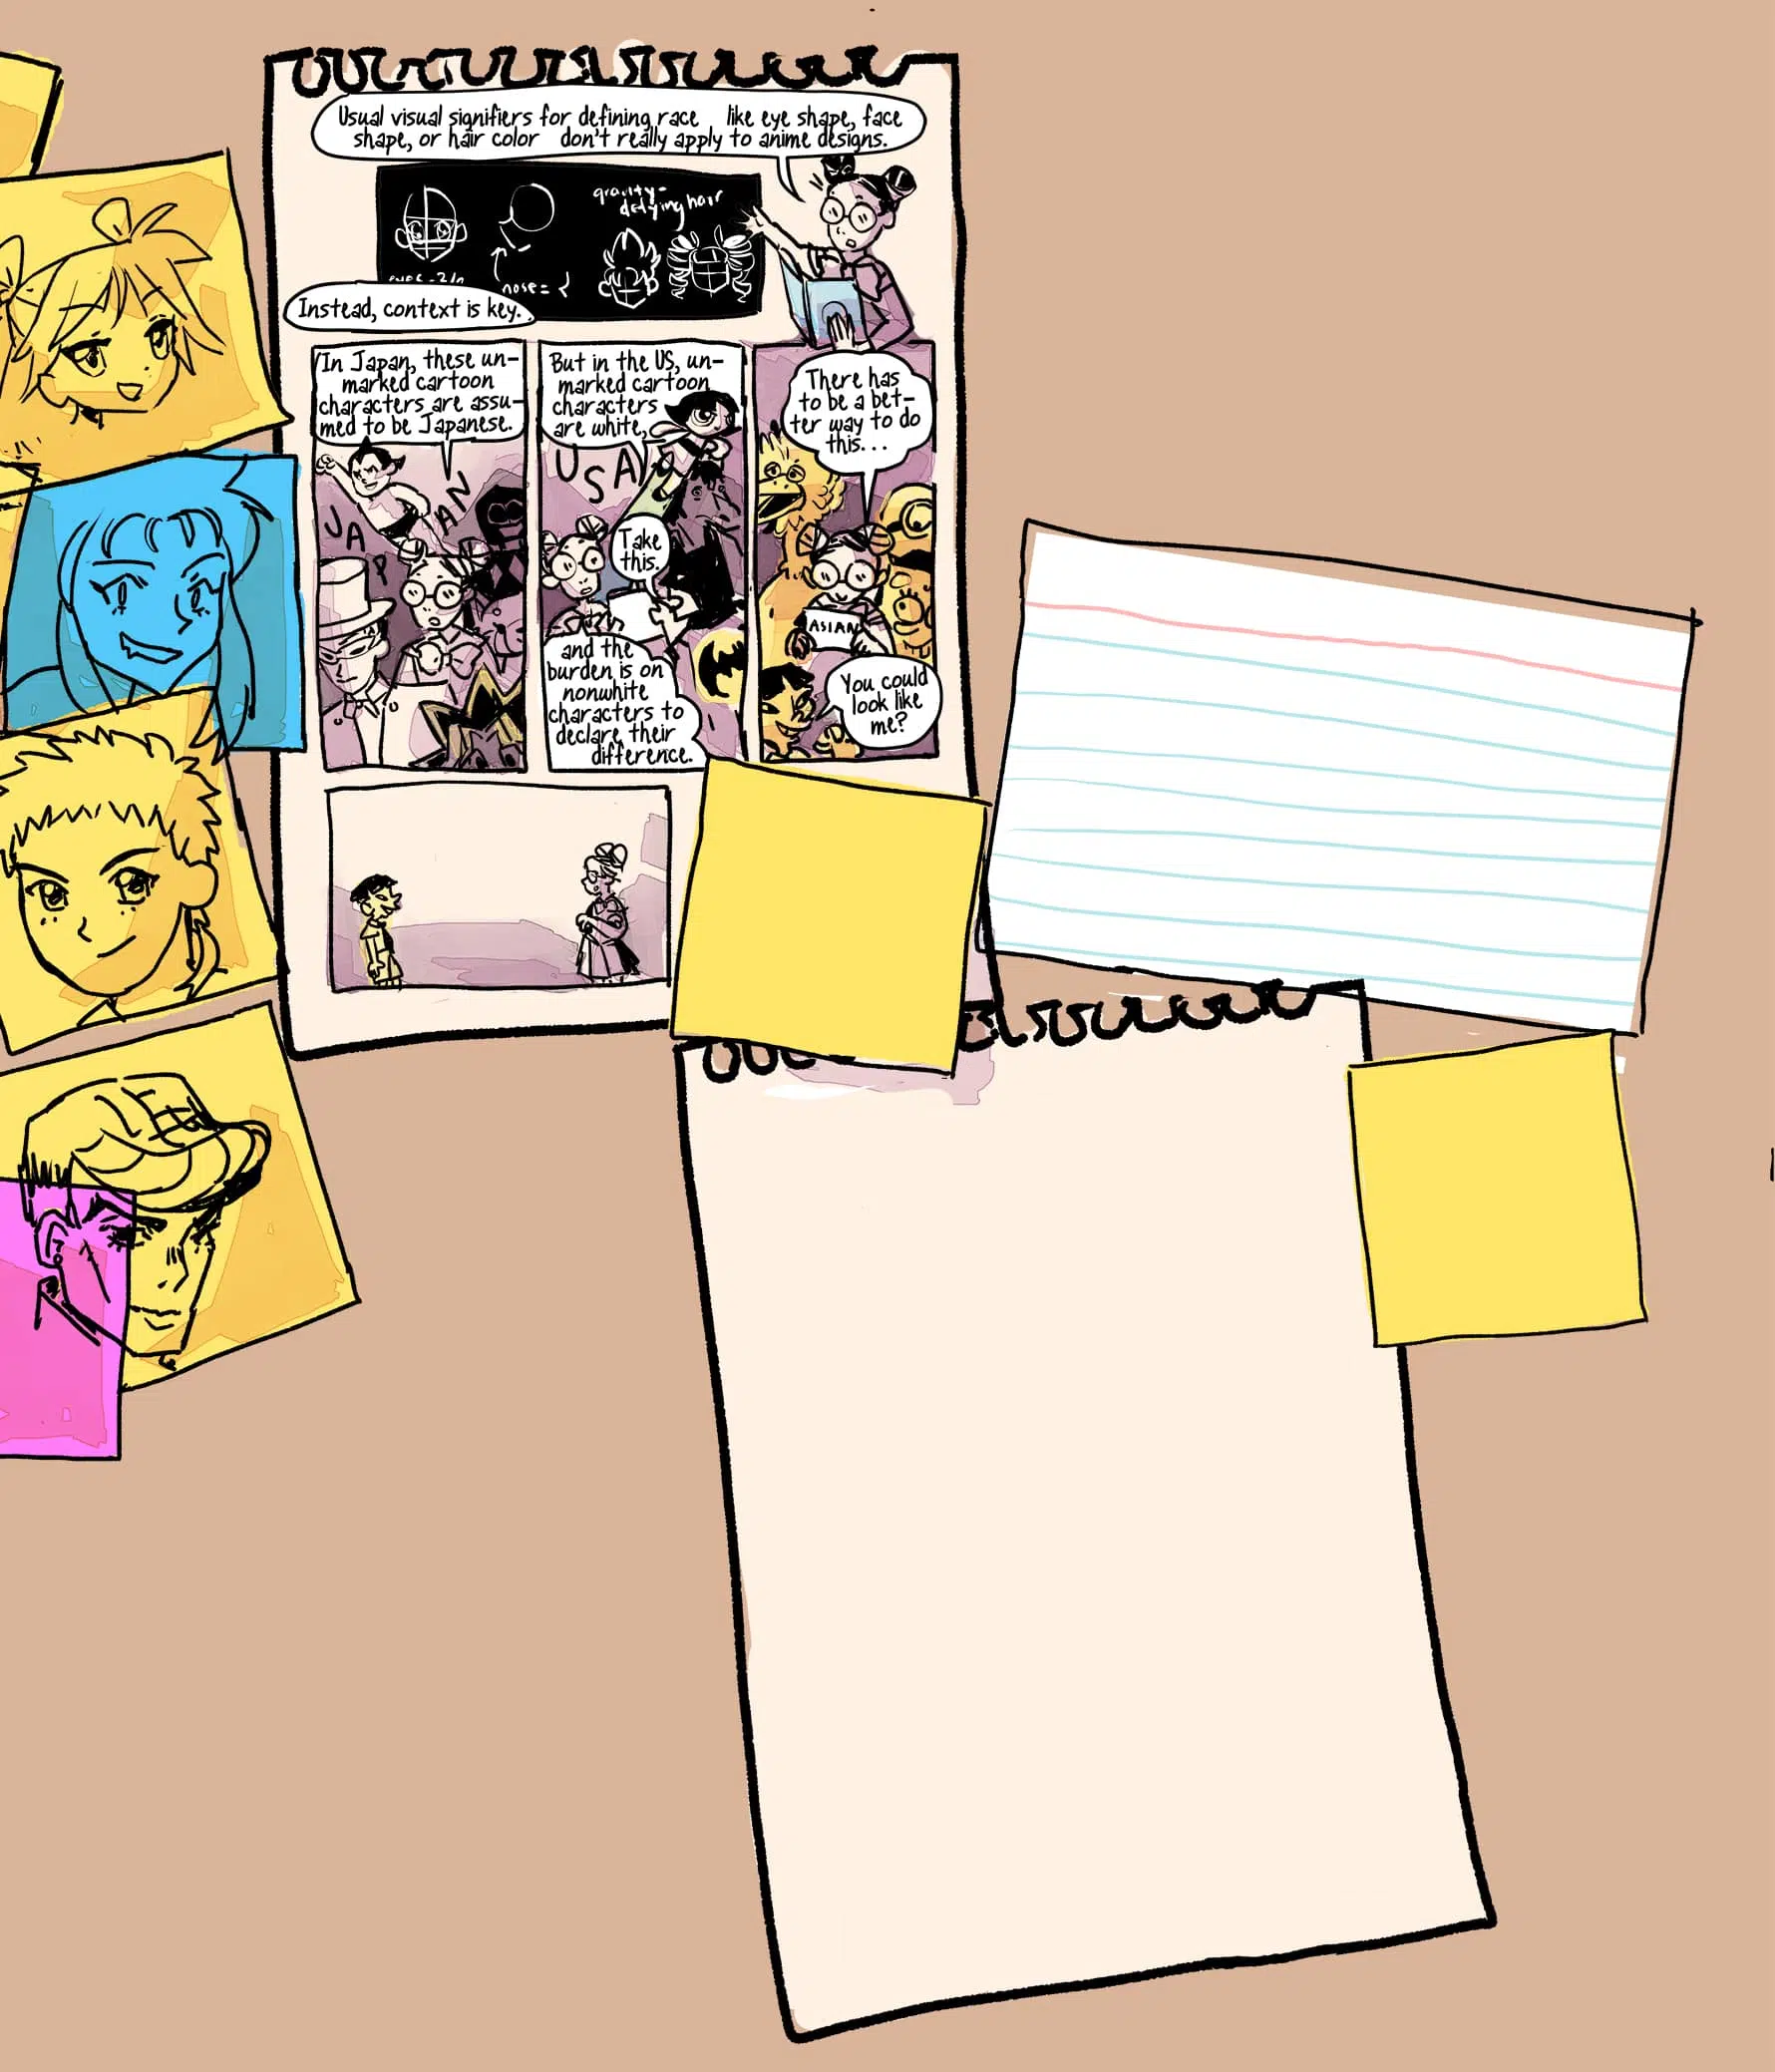 Usual visual signifiers for defining race like eye shape, face
shape, or hair color don't really apply to anime designs.
gravity-
defying hair
nose =
Instead, context is key.
In Japan, these un-
marked cartoon
characters are assu-
med to be Japanese.
JAPAN
But in the US, un-
marked cartoon
characters
are white,
USA
Take
this.
and the
burden is on
nonwhite
characters to
declare their
difference.
There has
to be a bet-
ter way to do
this...
ASIAN
You could
look like
me?